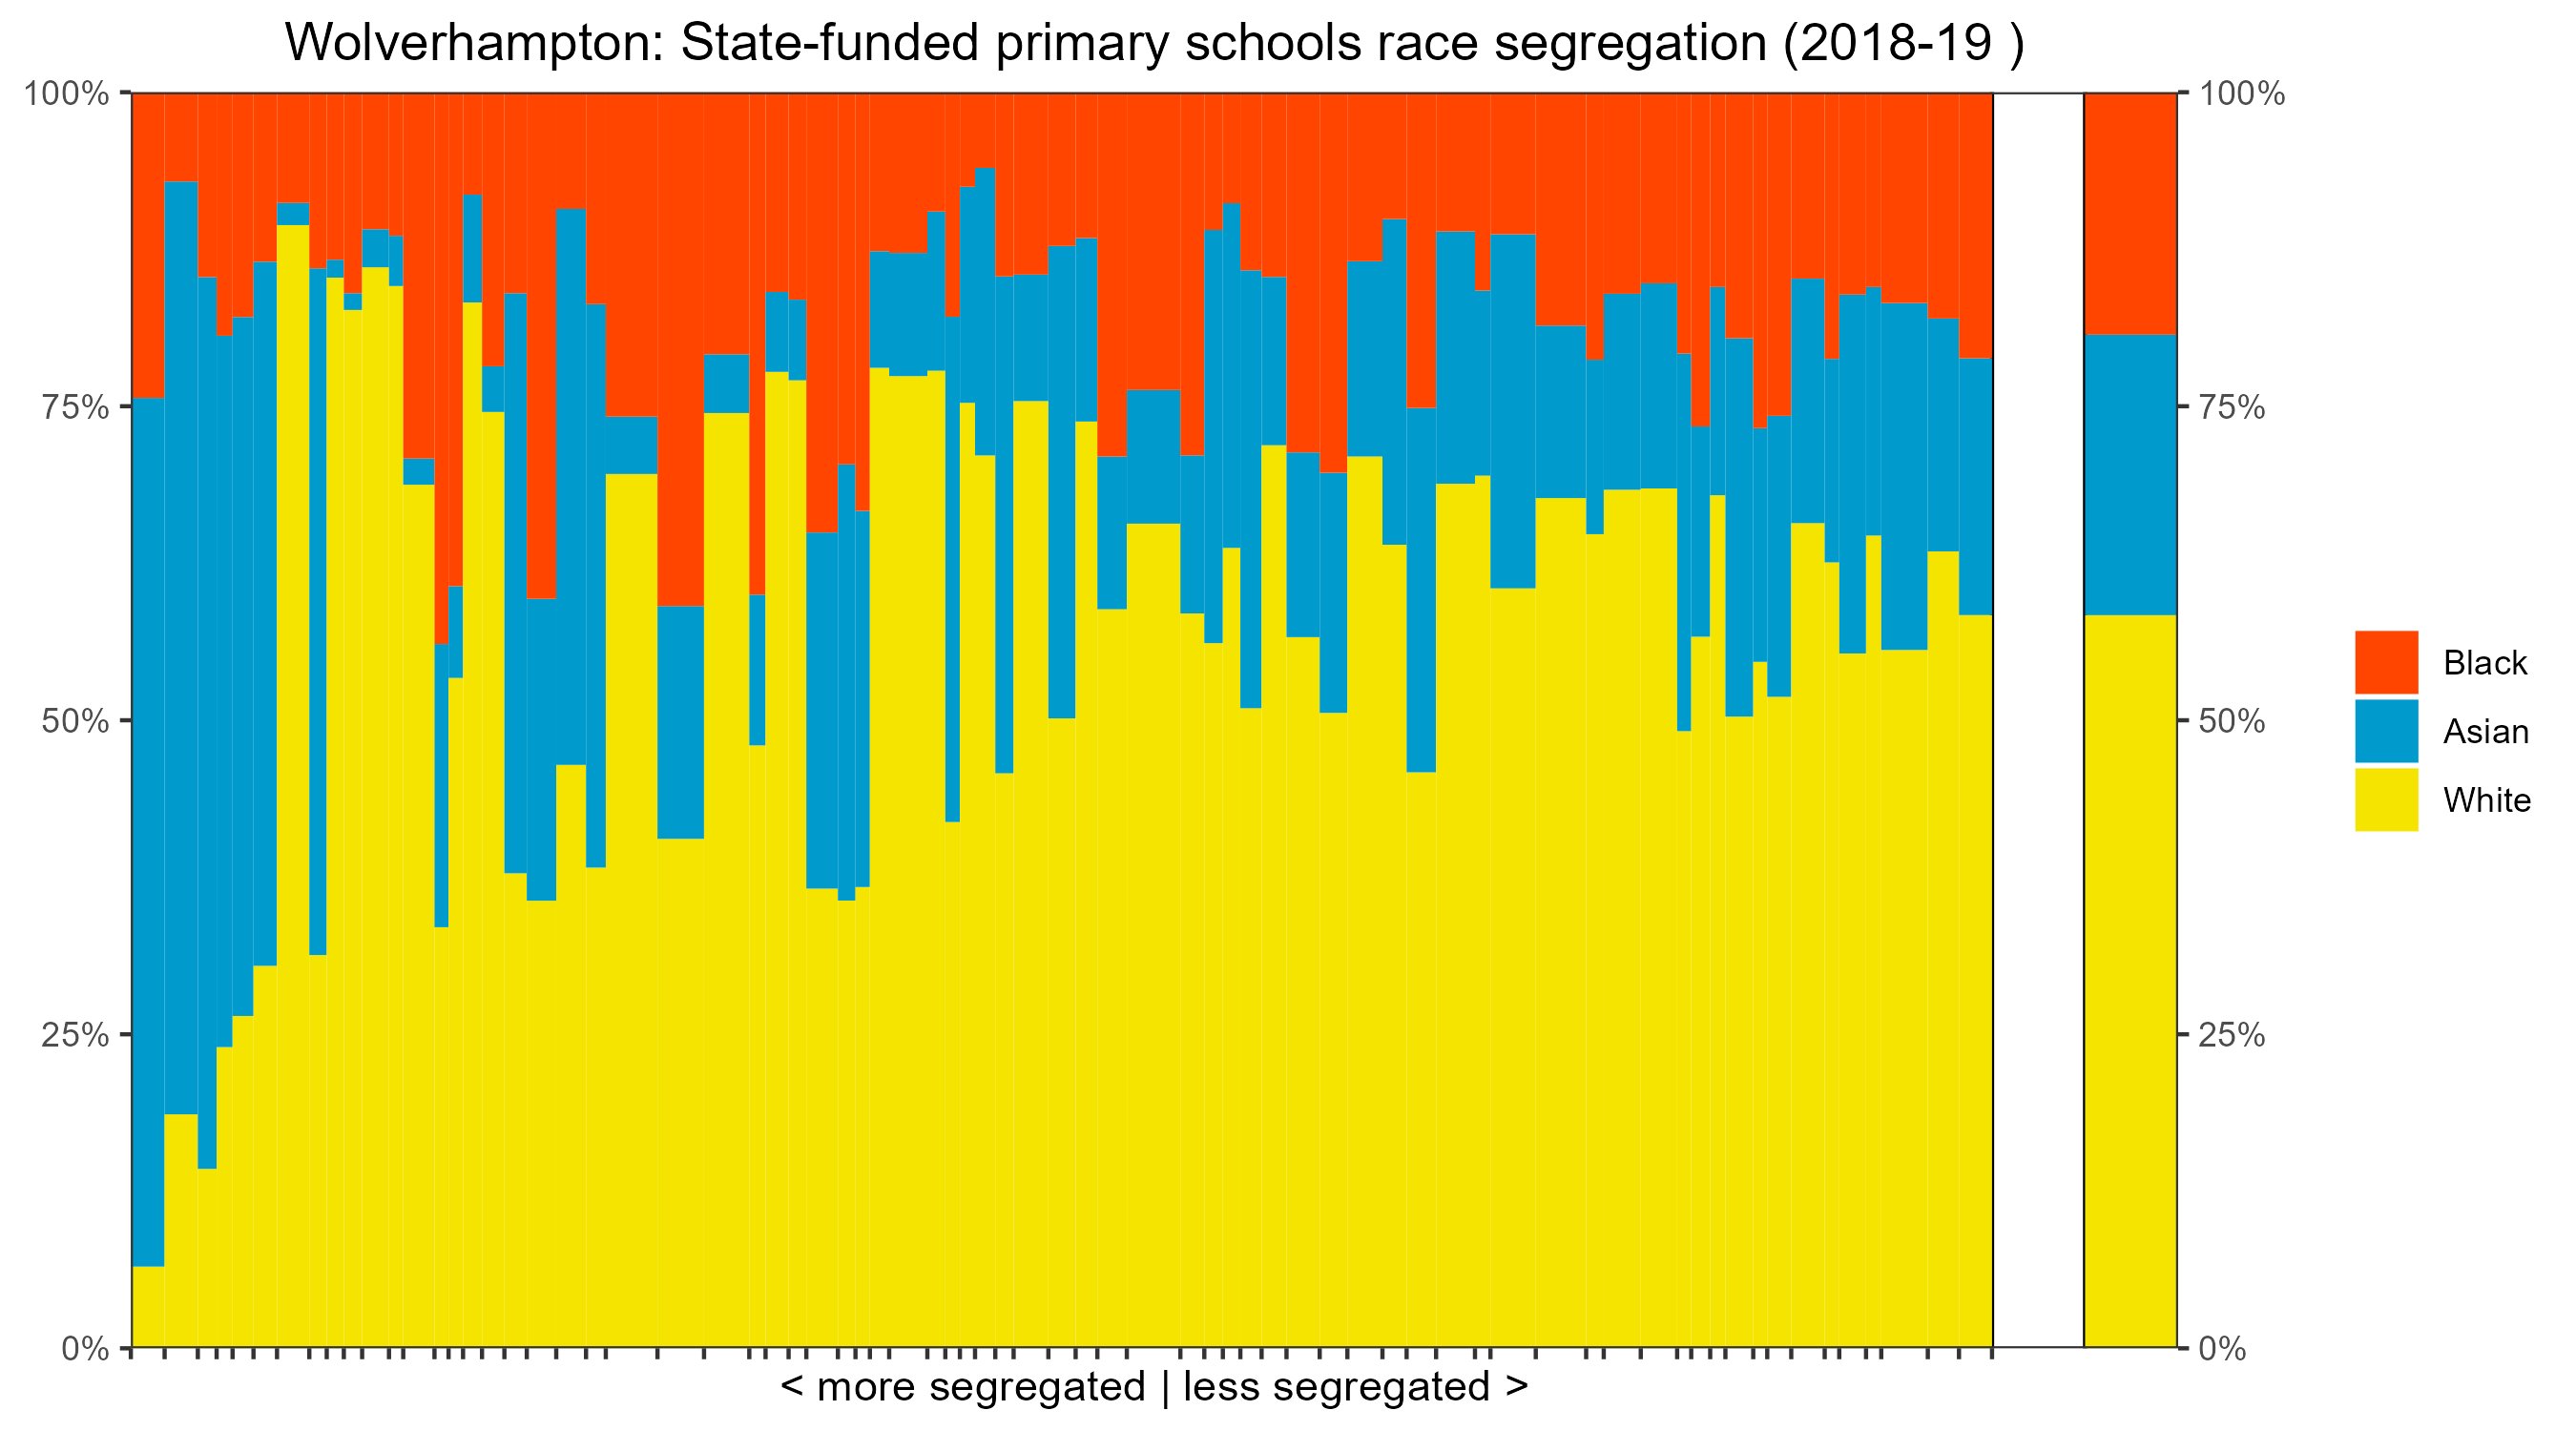 Wolverhampton: State-funded primary schools race segregation (2018-19 )
100%
100%
75%
75%
50%
50%
25%
25%
0%
0%
Black
Asian
White
< more segregated | less segregated >